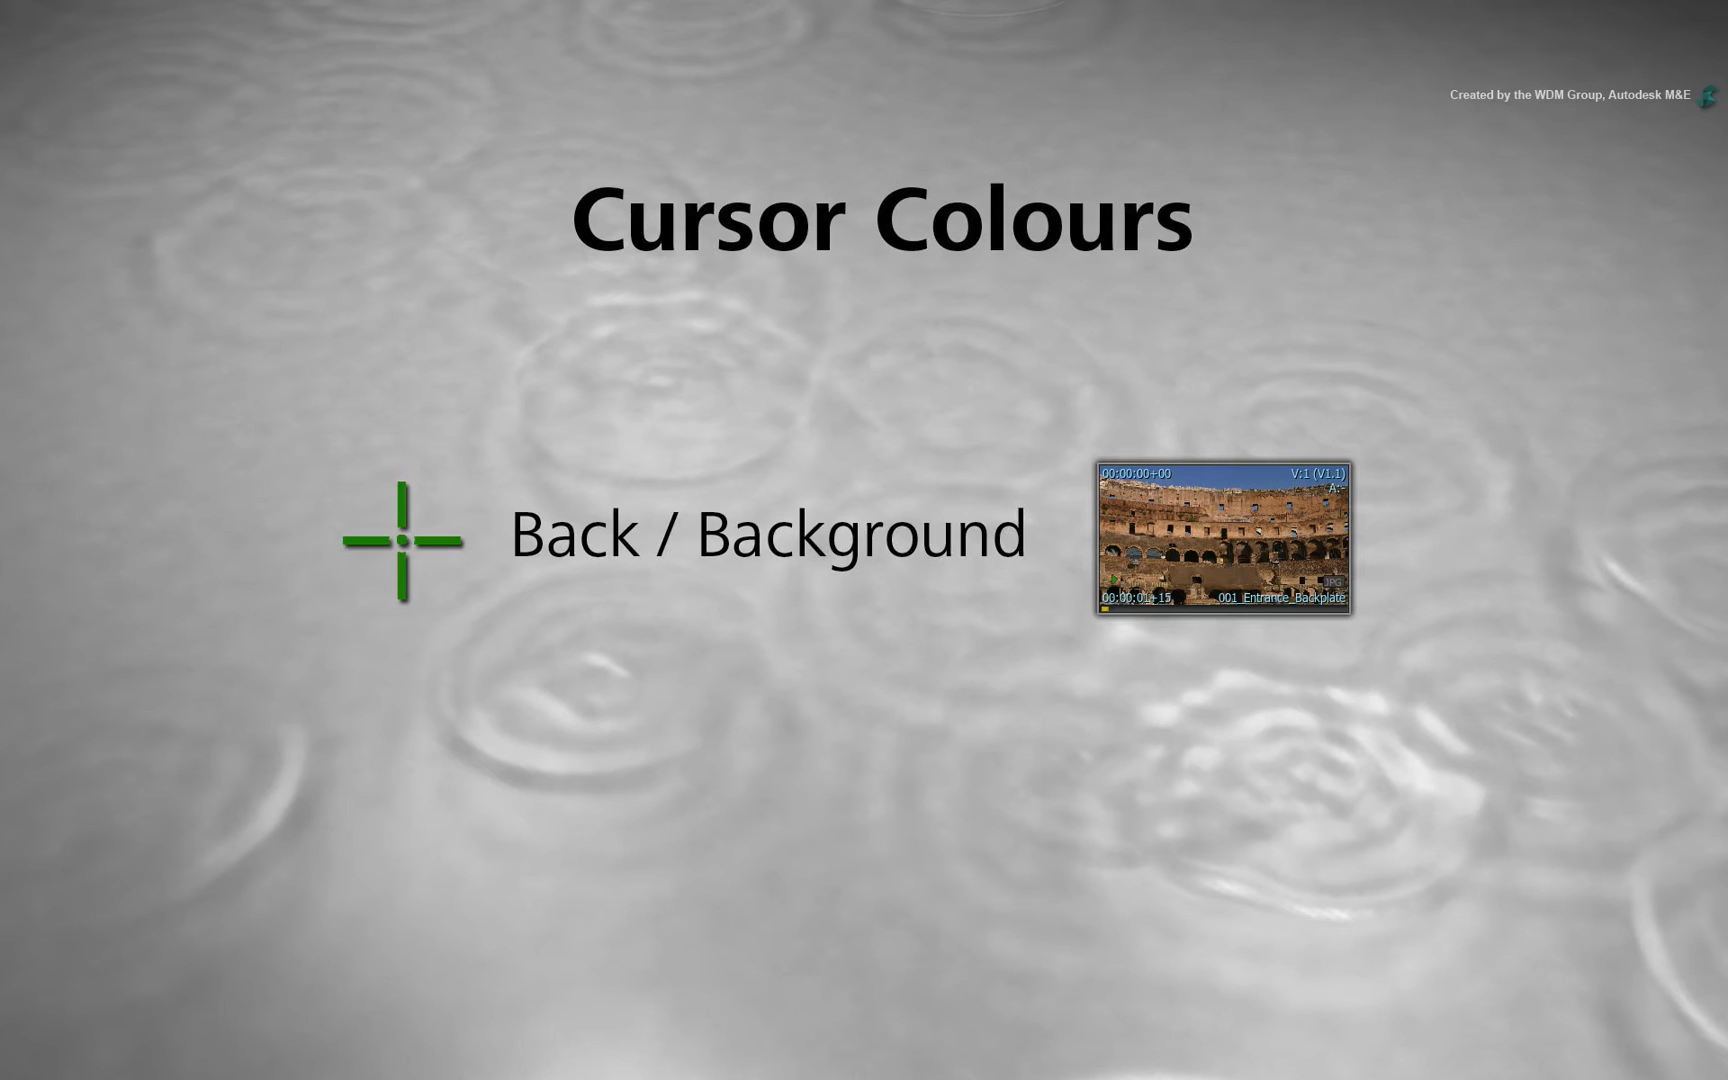 Created by the WDM Group, Autodesk M&E
Cursor Colours
Back / Background
00:00:00+00
V:1 (V1.1)
A:-
JPG
00:00:01+15
001_Entrance_Backplate